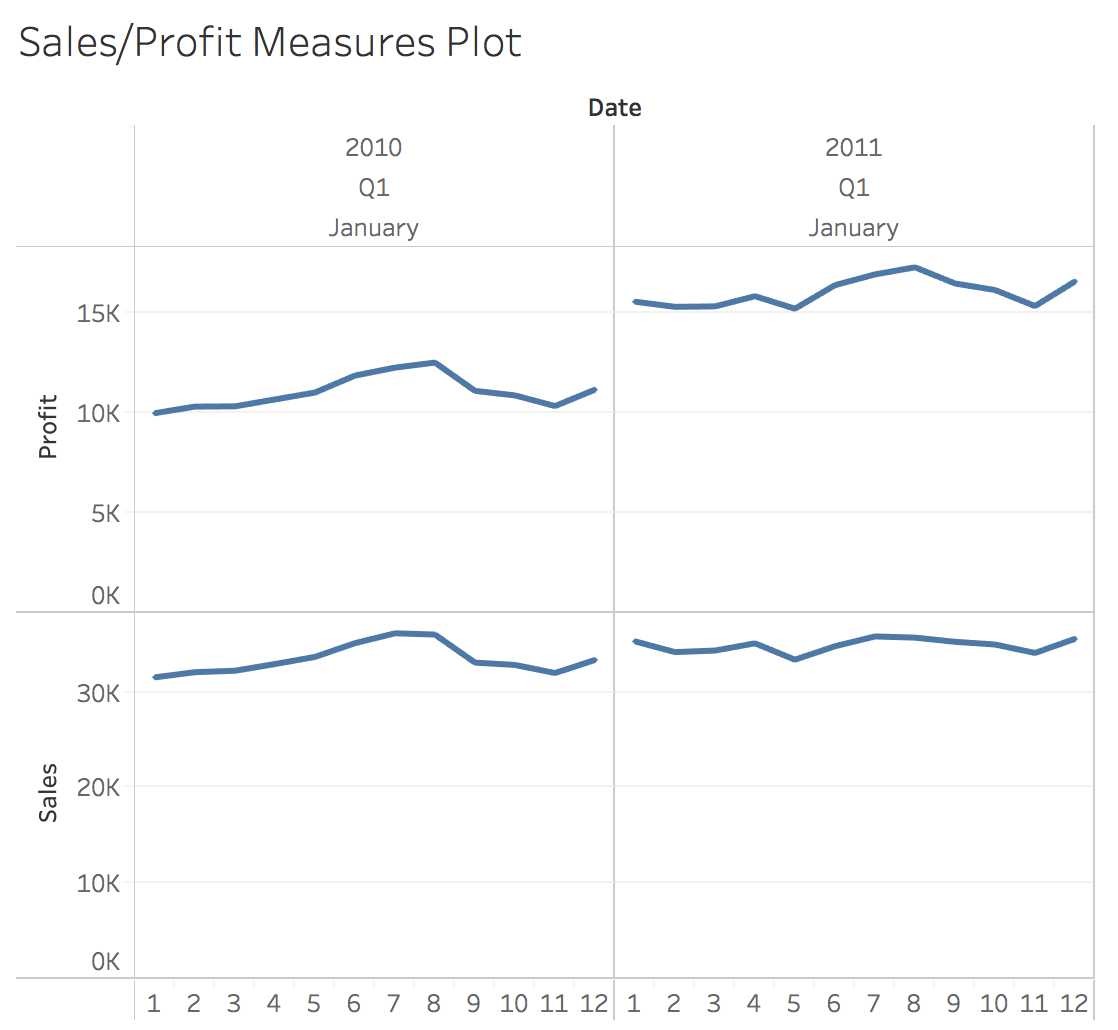 Sales/Profit Measures Plot
Date
2010 2011
Q1 Q1
January January
15K
10K
5K
0K
Profit
30K
20K
10K
0K
Sales
1 2 3 4 5 6 7 8 9 10 11 12 1 2 3 4 5 6 7 8 9 10 11 12